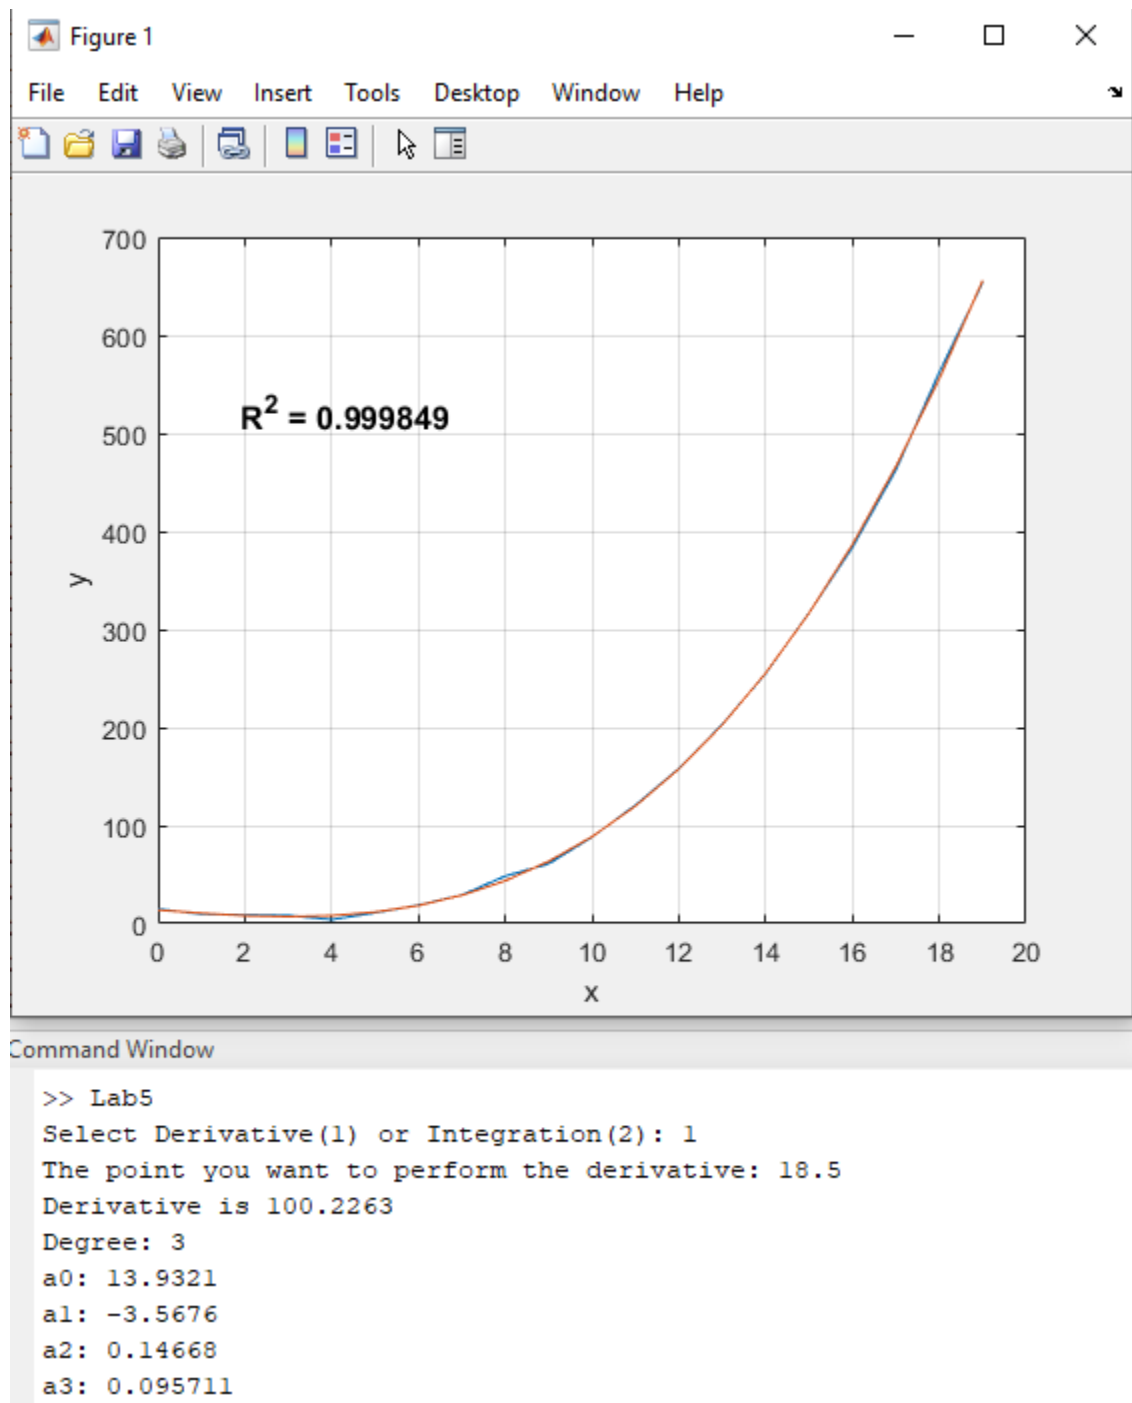 Figure 1
File Edit View Insert Tools Desktop Window Help
700
600
500
400
300
200
100
0
R² = 0.999849
y
0 2 4 6 8 10 12 14 16 18 20
x
Command Window
>> Lab5
Select Derivative(1) or Integration(2): 1
The point you want to perform the derivative: 18.5
Derivative is 100.2263
Degree: 3
a0: 13.9321
a1: -3.5676
a2: 0.14668
a3: 0.095711